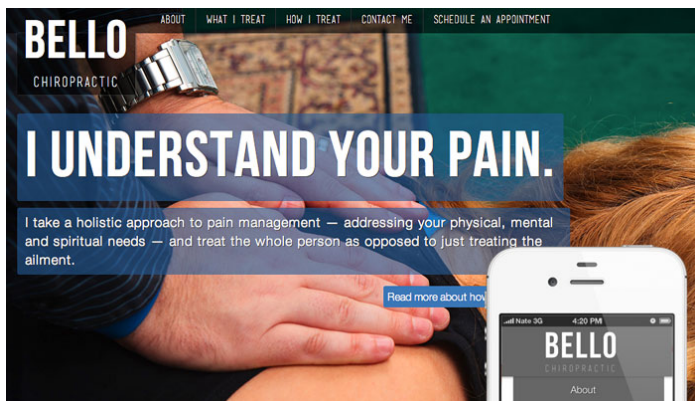 BELLO
CHIROPRACTIC
ABOUT WHAT I TREAT HOW I TREAT CONTACT ME SCHEDULE AN APPOINTMENT
I UNDERSTAND YOUR PAIN.
I take a holistic approach to pain management — addressing your physical, mental
and spiritual needs — and treat the whole person as opposed to just treating the
ailment.
Read more about how
Nate 3G 4:20 PM
BELLO
CHIROPRACTIC
About